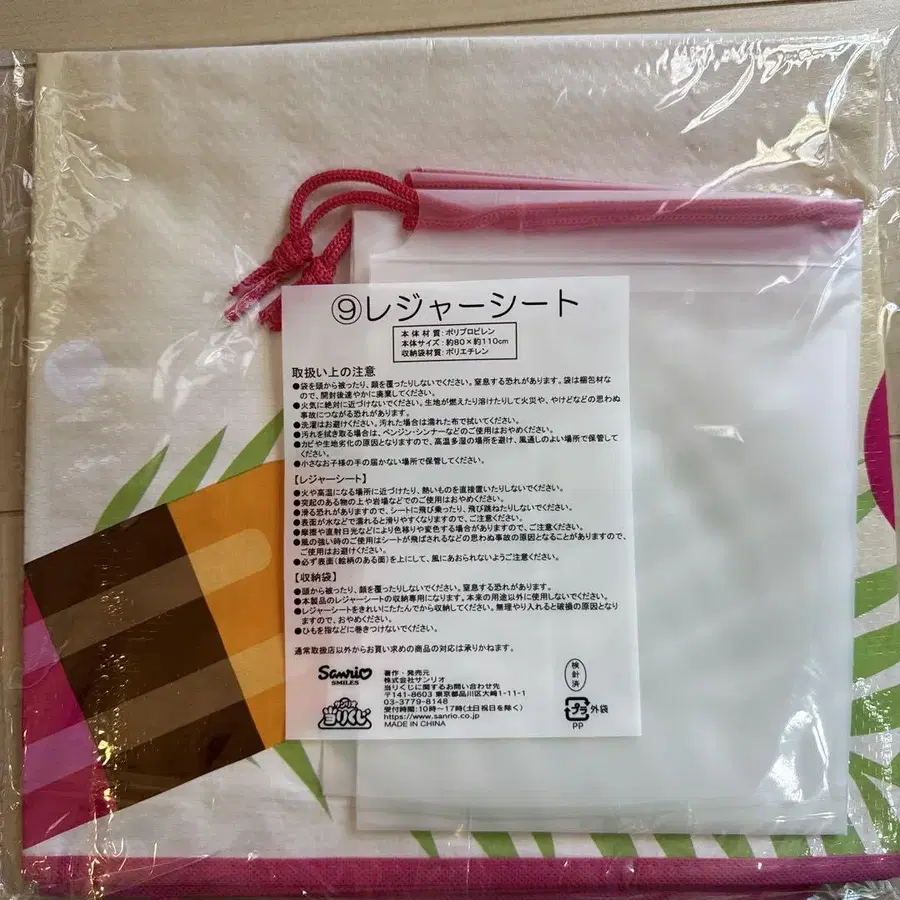 ⑨レジャーシート
本体材質:ポリプロピレン
本体サイズ:約80×約110cm
収納袋材質:ポリエチレン
取扱い上の注意
●袋を頭から被ったり、顔を覆ったりしないでください。窒息する恐れがあります。袋は梱包材な
ので、開封後速やかに廃棄してください。
●火気に絶対に近づけないでください。生地が燃えたり溶けたりして火災や、やけどなどの思わぬ
事故につながる恐れがあります。
●洗濯はお避けください。汚れた場合は濡れた布で拭いてください。
●汚れを拭き取る場合は、ベンジン・シンナーなどのご使用はおやめください。
●カビや生地劣化の原因となりますので、高温多湿の場所を避け、風通しのよい場所で保管して
ください。
●小さなお子様の手の届かない場所で保管してください。
【レジャーシート】
●火や高温になる場所に近づけたり、熱いものを直接置いたりしないでください。
●突起のある物の上や岩場などでのご使用はおやめください。
●滑る恐れがありますので、シートに飛び乗ったり、飛び跳ねたりしないでください。
●表面が水などで濡れると滑りやすくなりますので、ご注意ください。
●摩擦や直射日光などにより色移りや変色する場合がありますので、ご注意ください。
●風の強い時のご使用はシートが飛ばされるなどの思わぬ事故の原因となることがありますので、
ご使用はお避けください。
●必ず表面(絵柄のある面)を上にして、風にあおられないようご注意ください。
【収納袋】
●頭から被ったり、顔を覆ったりしないでください。窒息する恐れがあります。
●本製品のレジャーシートの収納専用になります。本来の用途以外に使用しないでください。
●レジャーシートをきれいにたたんでから収納してください。無理やり入れると破損の原因となり
ますので、おやめください。
●ひもを指などに巻きつけないでください。
通常取扱店以外からお買い求めの商品の対応は承りかねます。
Sanrio
SMILES
サンリオ
当りくじ
著作・発売元
株式会社サンリオ
当りくじに関するお問い合わせ先
〒141-8603 東京都品川区大崎1-11-1
03-3779-8148
受付時間:10時~17時(土日祝日を除く)
https://www.sanrio.co.jp
MADE IN CHINA
検
針
済
プラ 外袋
PP